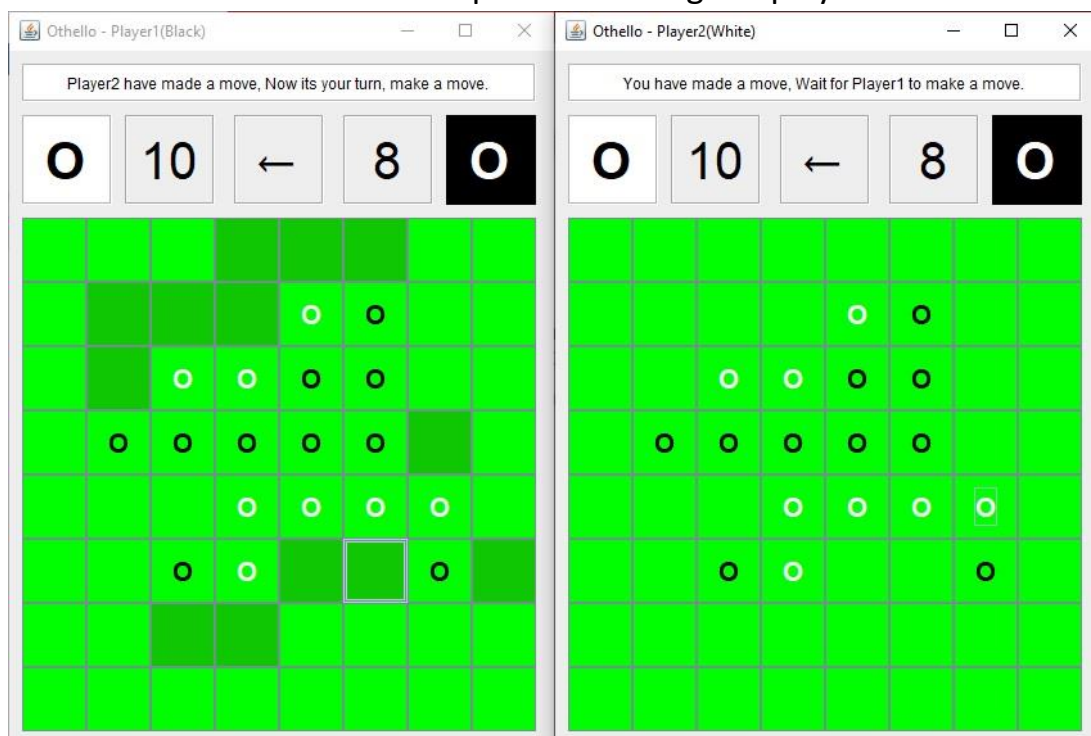 Othello - Player1(Black)
Player2 have made a move, Now its your turn, make a move.
O 10 ← 8 O
O O
O O O O
O O O O O
O O O O
O O O
Othello - Player2(White)
You have made a move, Wait for Player1 to make a move.
O 10 ← 8 O
O O
O O O O
O O O O O
O O O O
O O O